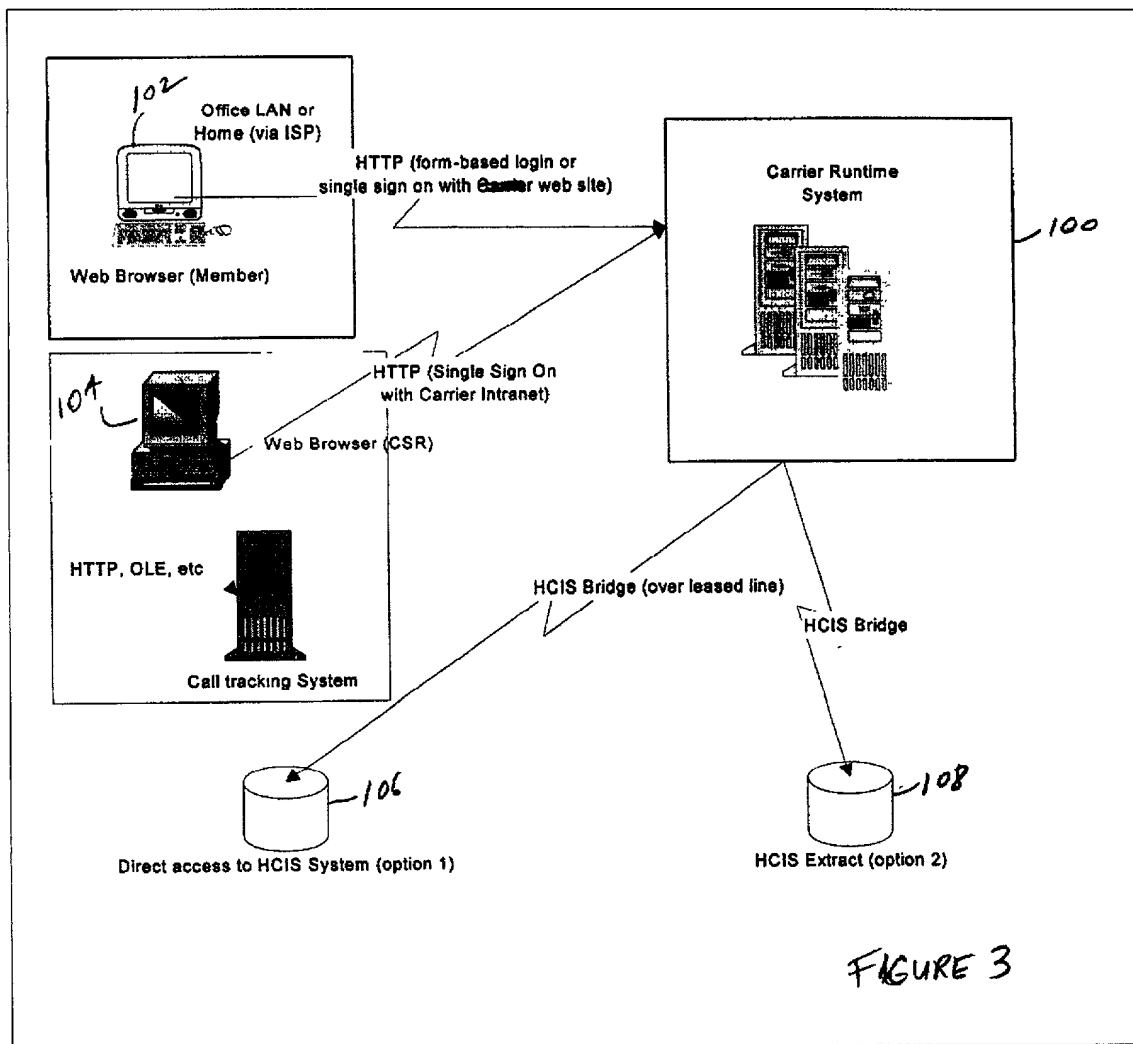 102
Office LAN or
Home (via ISP)
HTTP (form-based login or
single sign on with Carrier web site)
Web Browser (Member)
Carrier Runtime
System
100
HTTP (Single Sign On
with Carrier Intranet)
104
Web Browser (CSR)
HTTP, OLE, etc
Call tracking System
HCIS Bridge (over leased line)
HCIS Bridge
106
108
Direct access to HCIS System (option 1)
HCIS Extract (option 2)
FIGURE 3